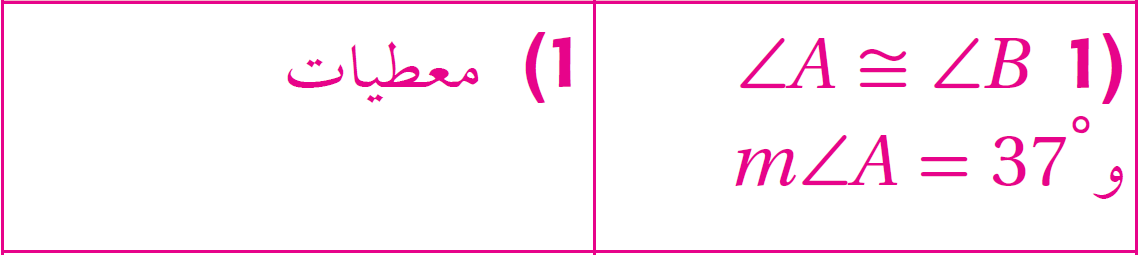 1) ∠A ≅ ∠B
و m∠A = 37°
1) معطيات